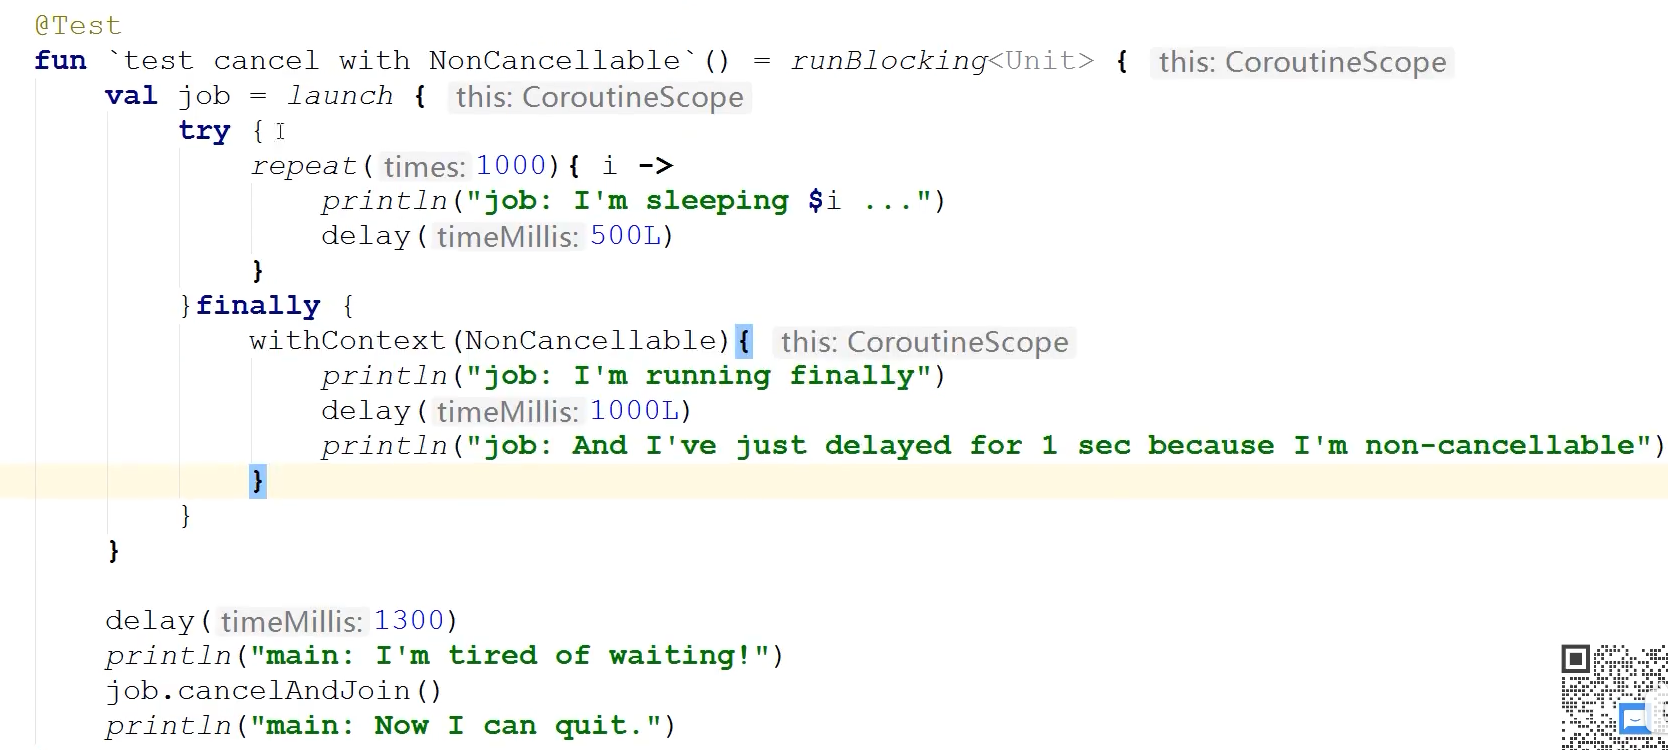 @Test
fun `test cancel with NonCancellable`() = runBlocking<Unit> { this: CoroutineScope
val job = launch { this: CoroutineScope
try {
repeat( times: 1000){ i ->
println("job: I'm sleeping $i ...")
delay( timeMillis: 500L)
}
}finally {
withContext(NonCancellable){ this: CoroutineScope
println("job: I'm running finally")
delay( timeMillis: 1000L)
println("job: And I've just delayed for 1 sec because I'm non-cancellable")
}
}
}
delay( timeMillis: 1300)
println("main: I'm tired of waiting!")
job.cancelAndJoin()
println("main: Now I can quit.")